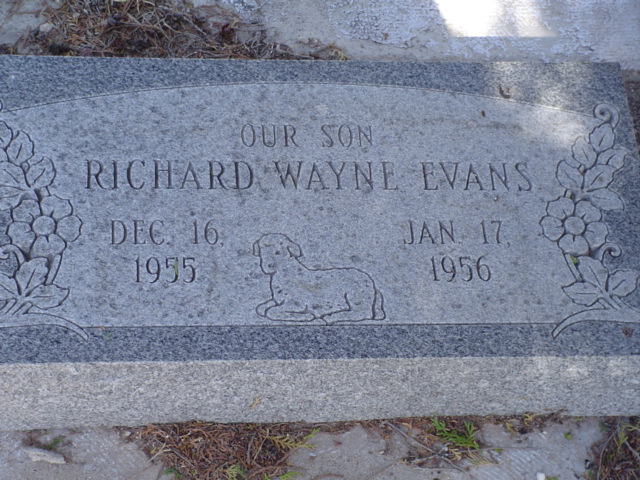 OUR SON
RICHARD WAYNE EVANS
DEC. 16, JAN. 17,
1955 1956